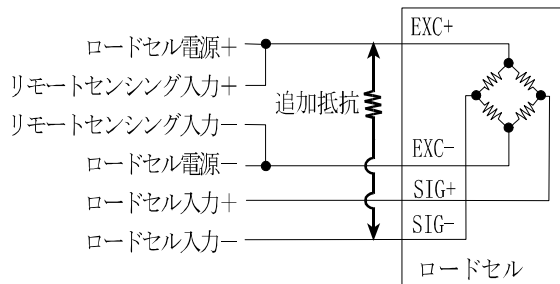 EXC+
ロードセル電源＋
リモートセンシング入力＋
追加抵抗
リモートセンシング入力－
EXC-
ロードセル電源－
SIG+
ロードセル入力＋
SIG-
ロードセル入力－
ロードセル